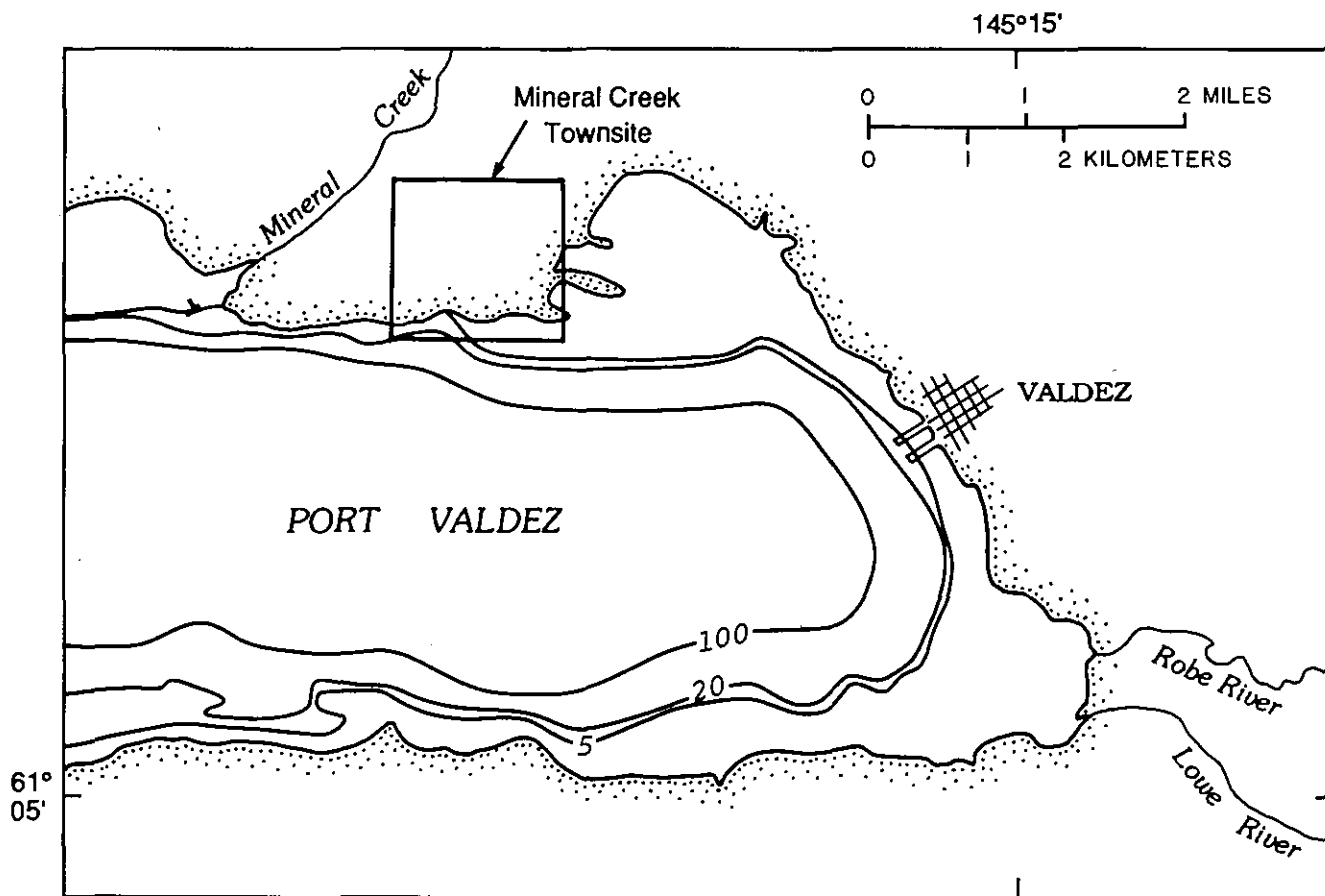 145°15'
0 1 2 MILES
0 1 2 KILOMETERS
Mineral Creek
Townsite
Mineral Creek
VALDEZ
PORT VALDEZ
100
20
5
Robe River
Lowe River
61°
05'